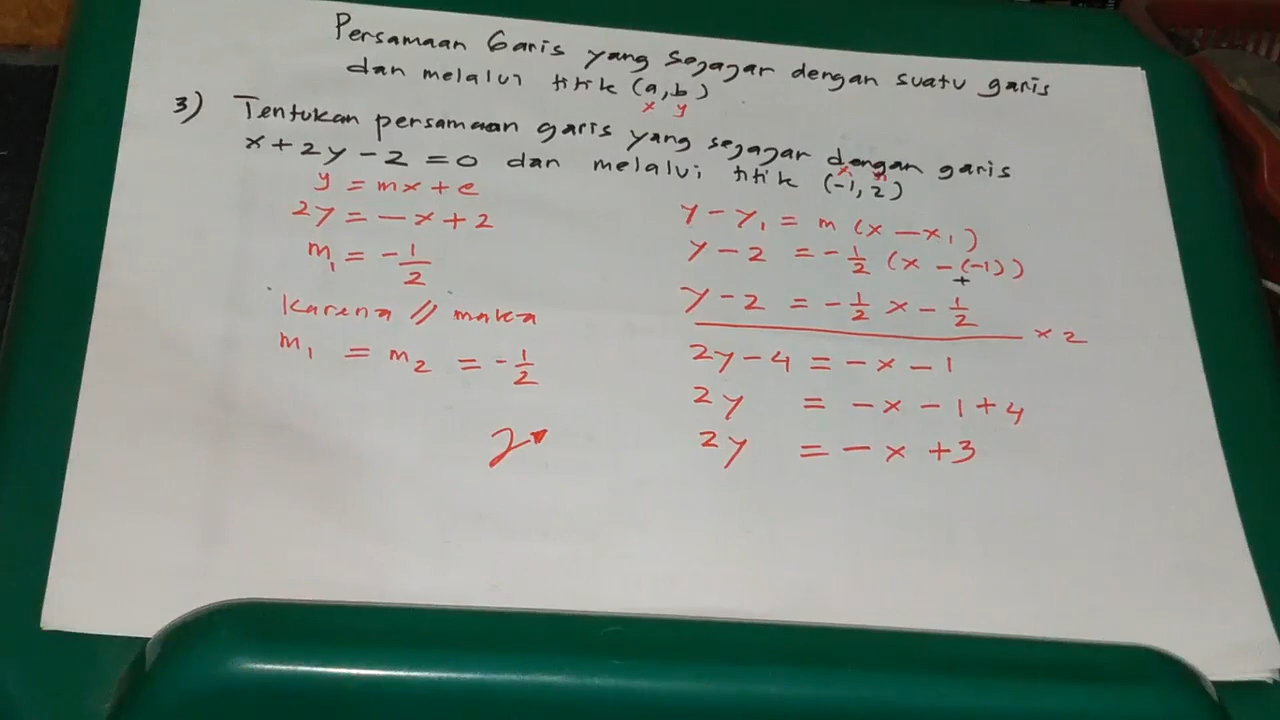 Persamaan Garis yang sejajar dengan suatu garis
dan melalui titik (a,b)
x y
3) Tentukan persamaan garis yang sejajar dengan garis
x + 2y - 2 = 0 dan melalui titik (-1, 2)
x₁ y₁
y = mx + c
2y = -x + 2
m₁ = -1/2
Karena // maka
m₁ = m₂ = -1/2
y - y₁ = m (x - x₁)
y - 2 = -1/2 (x - (-1))
+
y - 2 = -1/2 x - 1/2
× 2
2y - 4 = -x - 1
2y = -x - 1 + 4
2y = -x + 3